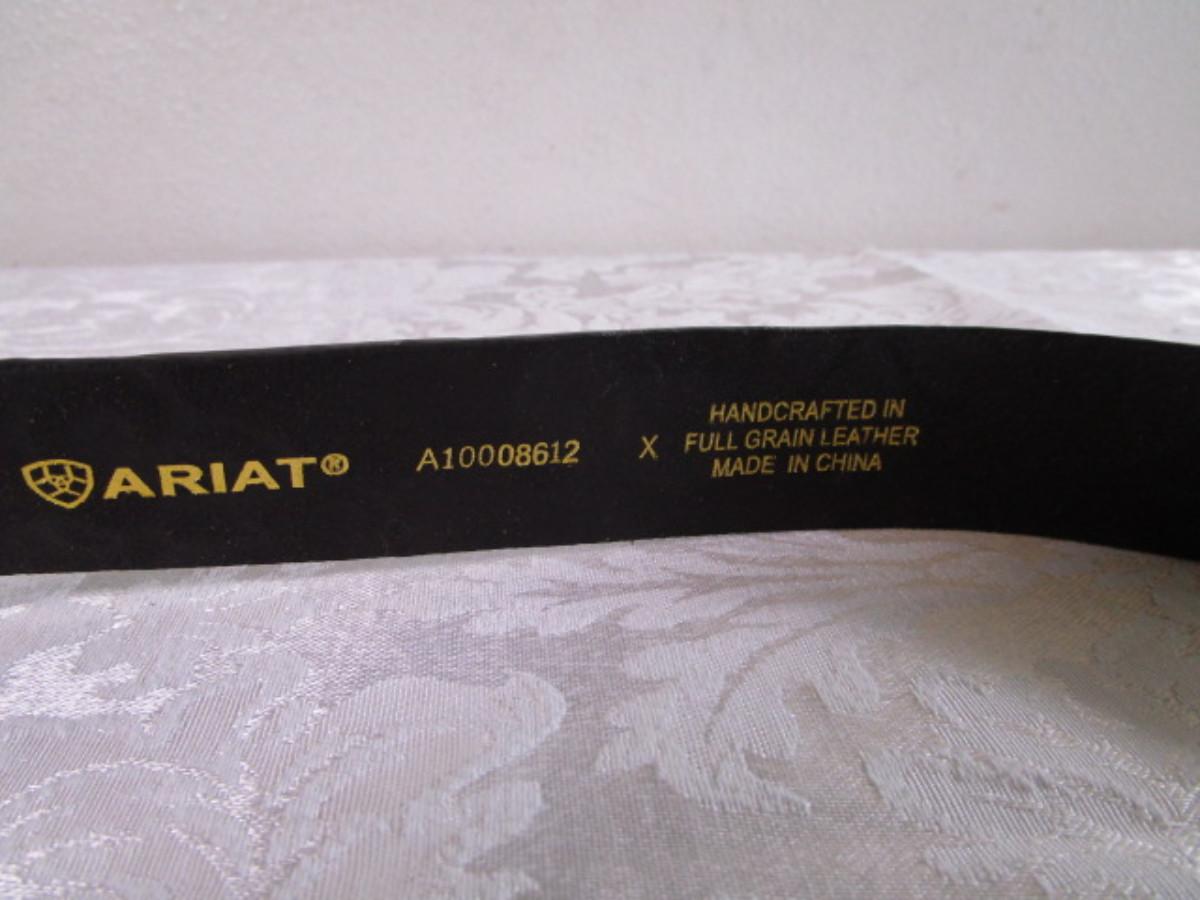 ARIAT®
A10008612
X
HANDCRAFTED IN
FULL GRAIN LEATHER
MADE IN CHINA